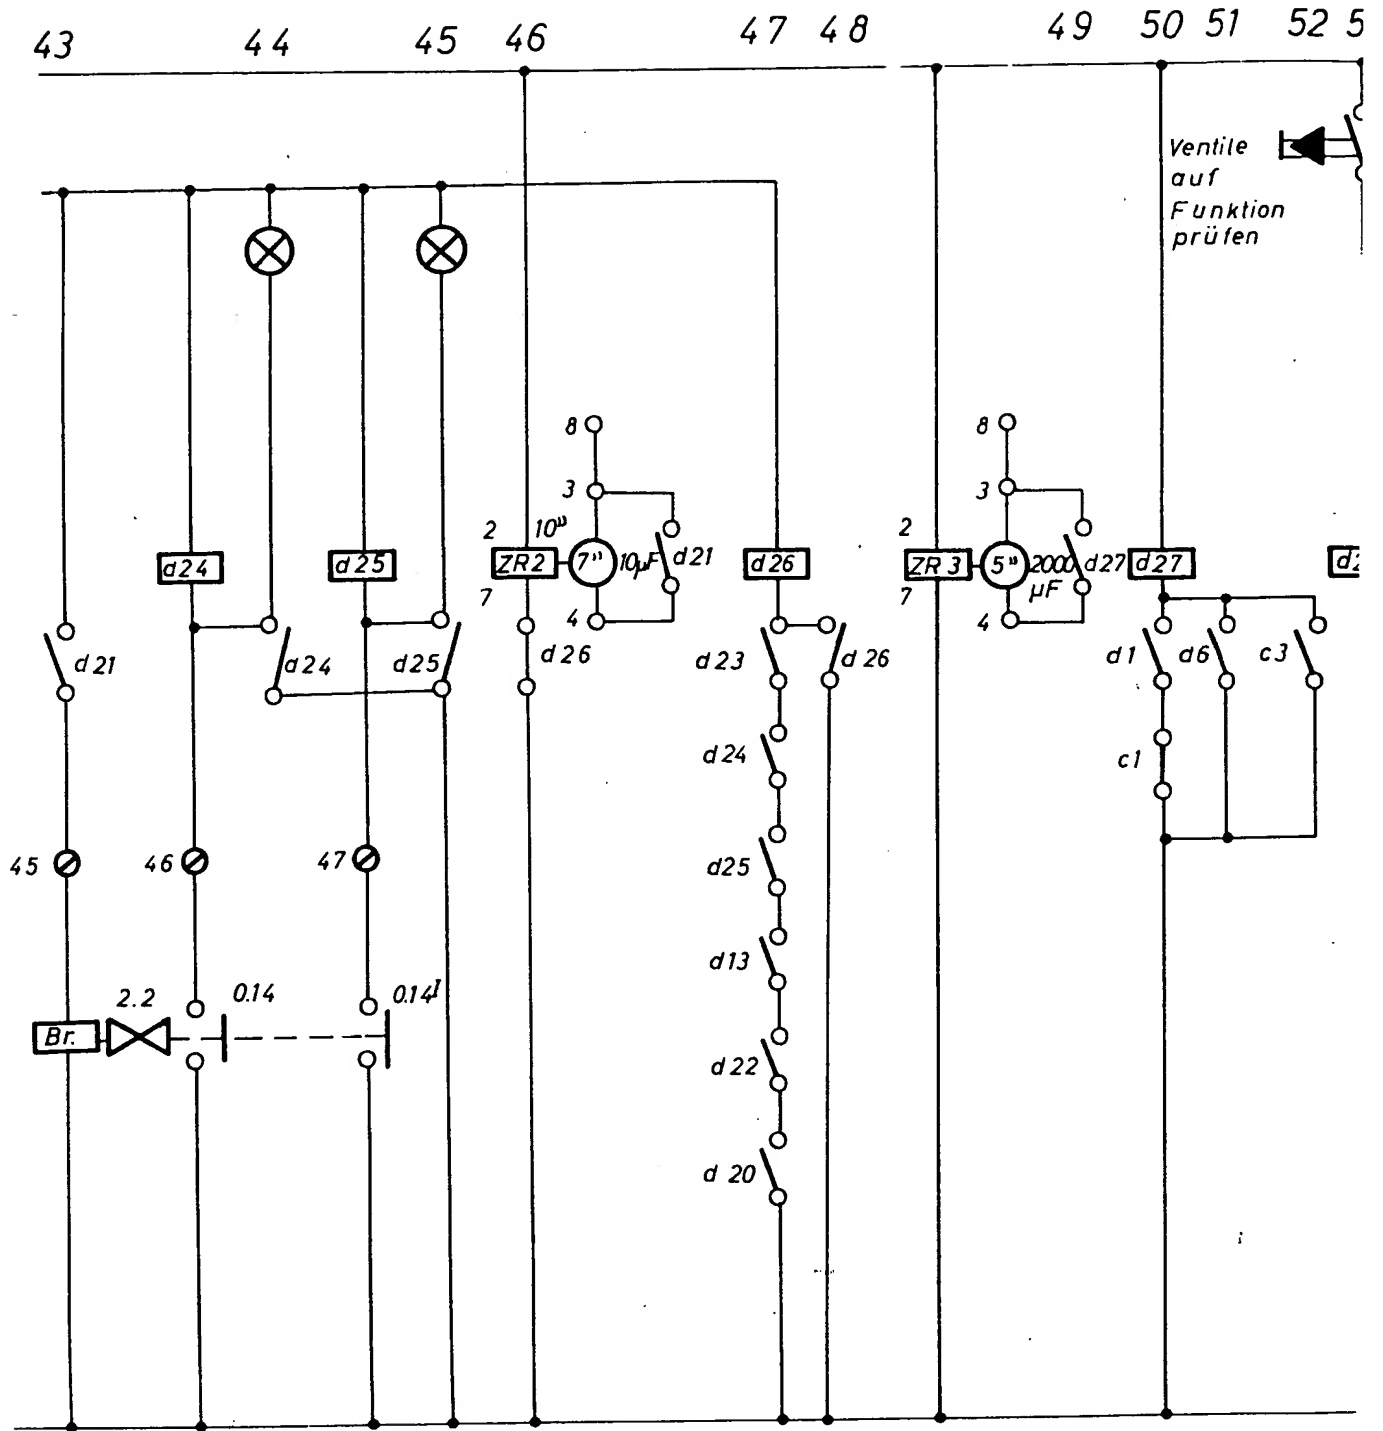 43 44 45 46 47 48 49 50 51 52 5
Ventile
auf
Funktion
prüfen
8 8
3 3
2 10" 2
d24 d25 ZR2 7" 10µF d21 d26 ZR3 5" 2000 µF d27 d27
7 4 7 4
d21 d24 d25 d26 d23 d26 d1 d6 c3
d24 c1
45 46 47 d25
d13
2.2 0.14 0.14I
Br. d22
d 20